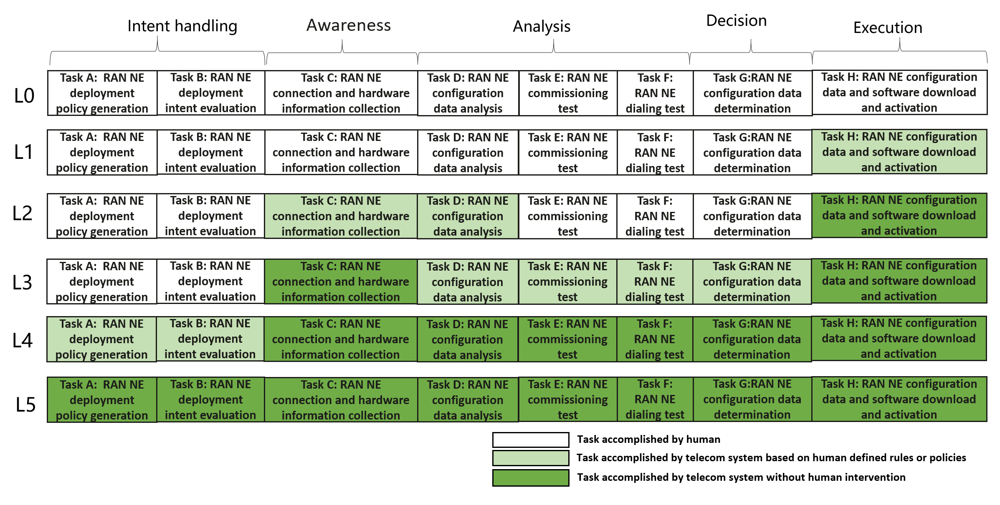 Intent handling
Awareness
Analysis
Decision
Execution
L0
Task A:  RAN NE
deployment
policy generation
Task B: RAN NE
deployment
intent evaluation
Task C: RAN NE
connection and hardware
information collection
Task D: RAN NE
configuration
data analysis
Task E: RAN NE
commissioning
test
Task F:
RAN NE
dialing test
Task G:RAN NE
configuration data
determination
Task H: RAN NE configuration
data and software download
and activation
L1
Task A:  RAN NE
deployment
policy generation
Task B: RAN NE
deployment
intent evaluation
Task C: RAN NE
connection and hardware
information collection
Task D: RAN NE
configuration
data analysis
Task E: RAN NE
commissioning
test
Task F:
RAN NE
dialing test
Task G:RAN NE
configuration data
determination
Task H: RAN NE configuration
data and software download
and activation
L2
Task A:  RAN NE
deployment
policy generation
Task B: RAN NE
deployment
intent evaluation
Task C: RAN NE
connection and hardware
information collection
Task D: RAN NE
configuration
data analysis
Task E: RAN NE
commissioning
test
Task F:
RAN NE
dialing test
Task G:RAN NE
configuration data
determination
Task H: RAN NE configuration
data and software download
and activation
L3
Task A:  RAN NE
deployment
policy generation
Task B: RAN NE
deployment
intent evaluation
Task C: RAN NE
connection and hardware
information collection
Task D: RAN NE
configuration
data analysis
Task E: RAN NE
commissioning
test
Task F:
RAN NE
dialing test
Task G:RAN NE
configuration data
determination
Task H: RAN NE configuration
data and software download
and activation
L4
Task A:  RAN NE
deployment
policy generation
Task B: RAN NE
deployment
intent evaluation
Task C: RAN NE
connection and hardware
information collection
Task D: RAN NE
configuration
data analysis
Task E: RAN NE
commissioning
test
Task F:
RAN NE
dialing test
Task G:RAN NE
configuration data
determination
Task H: RAN NE configuration
data and software download
and activation
L5
Task A:  RAN NE
deployment
policy generation
Task B: RAN NE
deployment
intent evaluation
Task C: RAN NE
connection and hardware
information collection
Task D: RAN NE
configuration
data analysis
Task E: RAN NE
commissioning
test
Task F:
RAN NE
dialing test
Task G:RAN NE
configuration data
determination
Task H: RAN NE configuration
data and software download
and activation
Task accomplished by human
Task accomplished by telecom system based on human defined rules or policies
Task accomplished by telecom system without human intervention